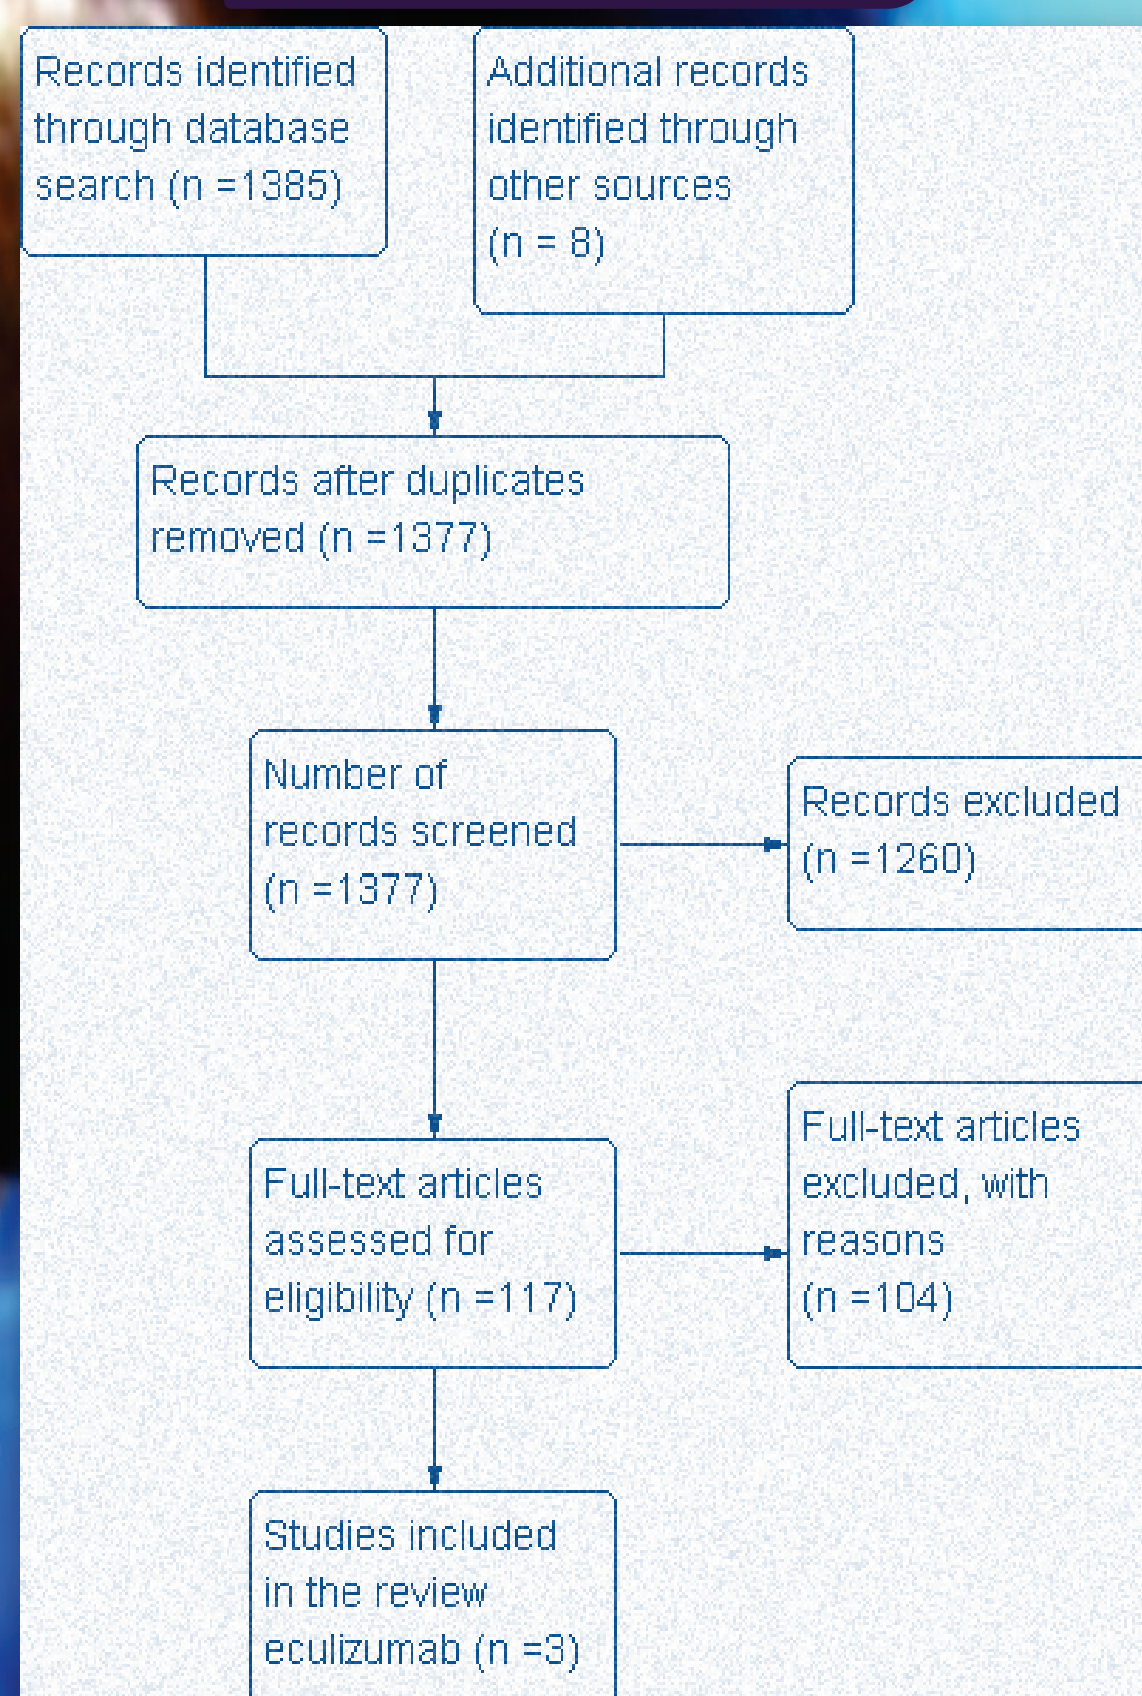 Records identified
through database
search (n =1385)
Additional records
identified through
other sources
(n = 8)
Records after duplicates
removed (n =1377)
Number of
records screened
(n =1377)
Records excluded
(n =1260)
Full-text articles
assessed for
eligibility (n =117)
Full-text articles
excluded, with
reasons
(n =104)
Studies included
in the review
eculizumab (n =3)